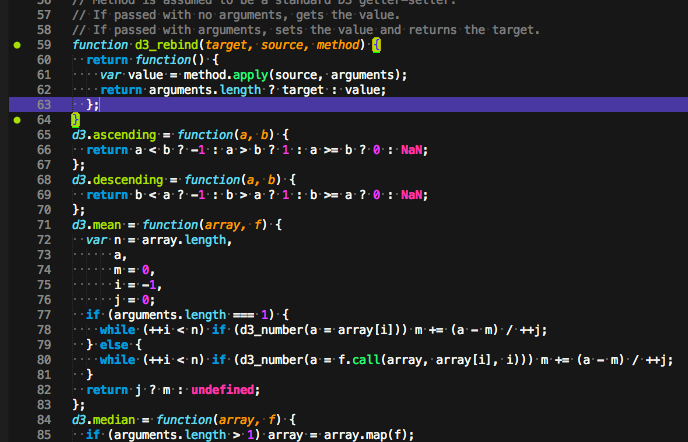 56 // Method is assumed to be a standard D3 getter-setter:
57 // If passed with no arguments, gets the value.
58 // If passed with arguments, sets the value and returns the target.
59 function d3_rebind(target, source, method) {
60 return function() {
61 var value = method.apply(source, arguments);
62 return arguments.length ? target : value;
63 };
64 }
65 d3.ascending = function(a, b) {
66 return a < b ? -1 : a > b ? 1 : a >= b ? 0 : NaN;
67 };
68 d3.descending = function(a, b) {
69 return b < a ? -1 : b > a ? 1 : b >= a ? 0 : NaN;
70 };
71 d3.mean = function(array, f) {
72 var n = array.length,
73 a,
74 m = 0,
75 i = -1,
76 j = 0;
77 if (arguments.length === 1) {
78 while (++i < n) if (d3_number(a = array[i])) m += (a - m) / ++j;
79 } else {
80 while (++i < n) if (d3_number(a = f.call(array, array[i], i))) m += (a - m) / ++j;
81 }
82 return j ? m : undefined;
83 };
84 d3.median = function(array, f) {
85 if (arguments.length > 1) array = array.map(f);